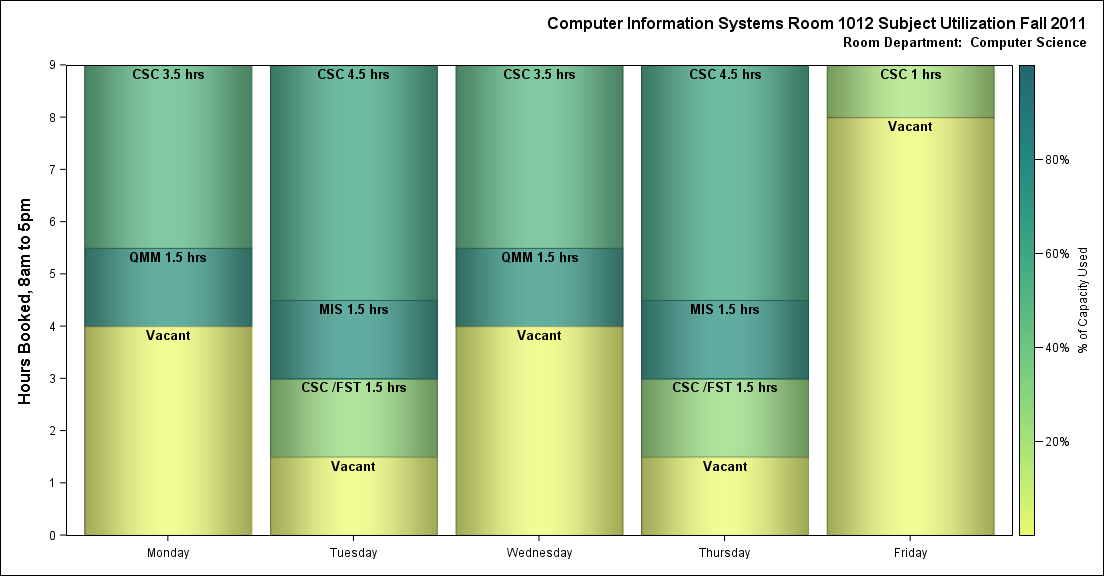 Computer Information Systems Room 1012 Subject Utilization Fall 2011
Room Department:  Computer Science
Hours Booked, 8am to 5pm
9
8
7
6
5
4
3
2
1
0
CSC 3.5 hrs
QMM 1.5 hrs
Vacant
Monday
CSC 4.5 hrs
MIS 1.5 hrs
CSC /FST 1.5 hrs
Vacant
Tuesday
CSC 3.5 hrs
QMM 1.5 hrs
Vacant
Wednesday
CSC 4.5 hrs
MIS 1.5 hrs
CSC /FST 1.5 hrs
Vacant
Thursday
CSC 1 hrs
Vacant
Friday
80%
60%
40%
20%
% of Capacity Used